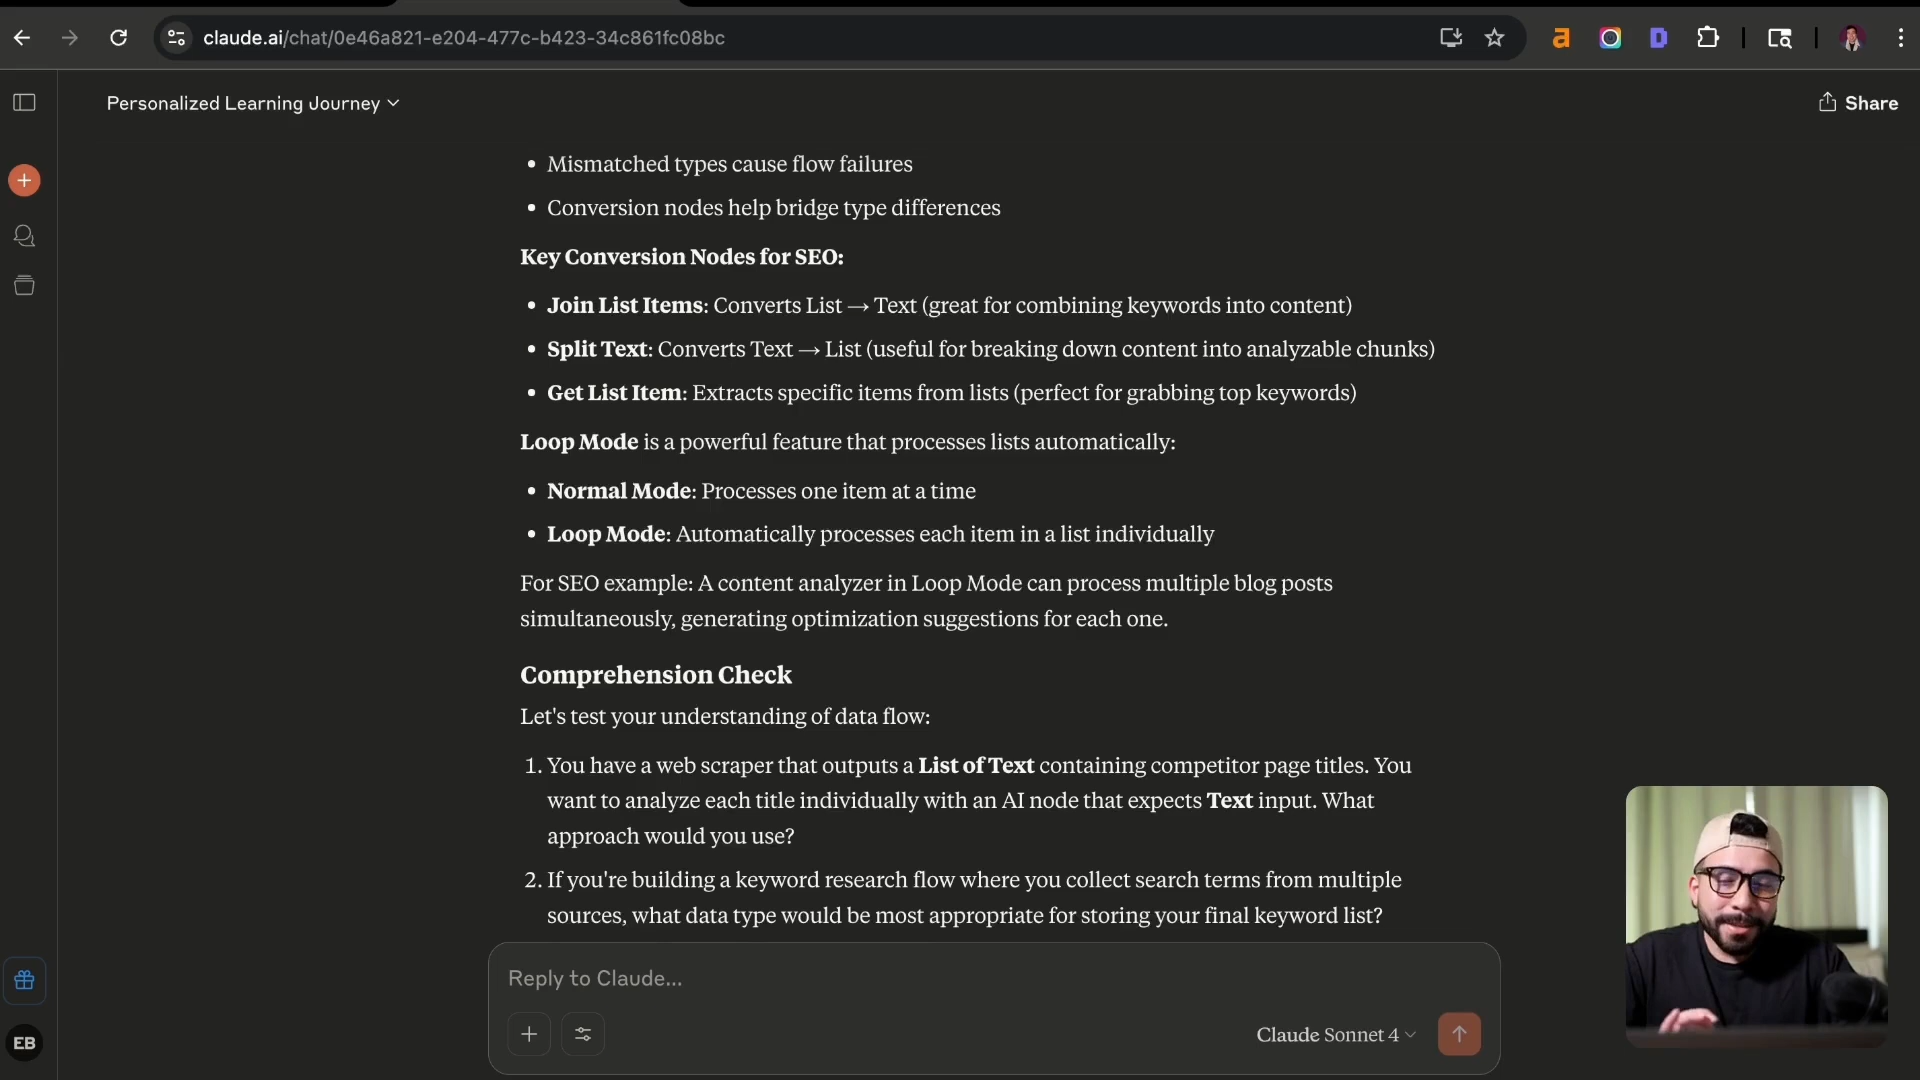 claude.ai/chat/0e46a821-e204-477c-b423-34c861fc08bc
Personalized Learning Journey
Share
• Mismatched types cause flow failures
• Conversion nodes help bridge type differences
Key Conversion Nodes for SEO:
• Join List Items: Converts List → Text (great for combining keywords into content)
• Split Text: Converts Text → List (useful for breaking down content into analyzable chunks)
• Get List Item: Extracts specific items from lists (perfect for grabbing top keywords)
Loop Mode is a powerful feature that processes lists automatically:
• Normal Mode: Processes one item at a time
• Loop Mode: Automatically processes each item in a list individually
For SEO example: A content analyzer in Loop Mode can process multiple blog posts
simultaneously, generating optimization suggestions for each one.
Comprehension Check
Let's test your understanding of data flow:
1. You have a web scraper that outputs a List of Text containing competitor page titles. You
want to analyze each title individually with an AI node that expects Text input. What
approach would you use?
2. If you're building a keyword research flow where you collect search terms from multiple
sources, what data type would be most appropriate for storing your final keyword list?
Reply to Claude...
Claude Sonnet 4
EB
a
D